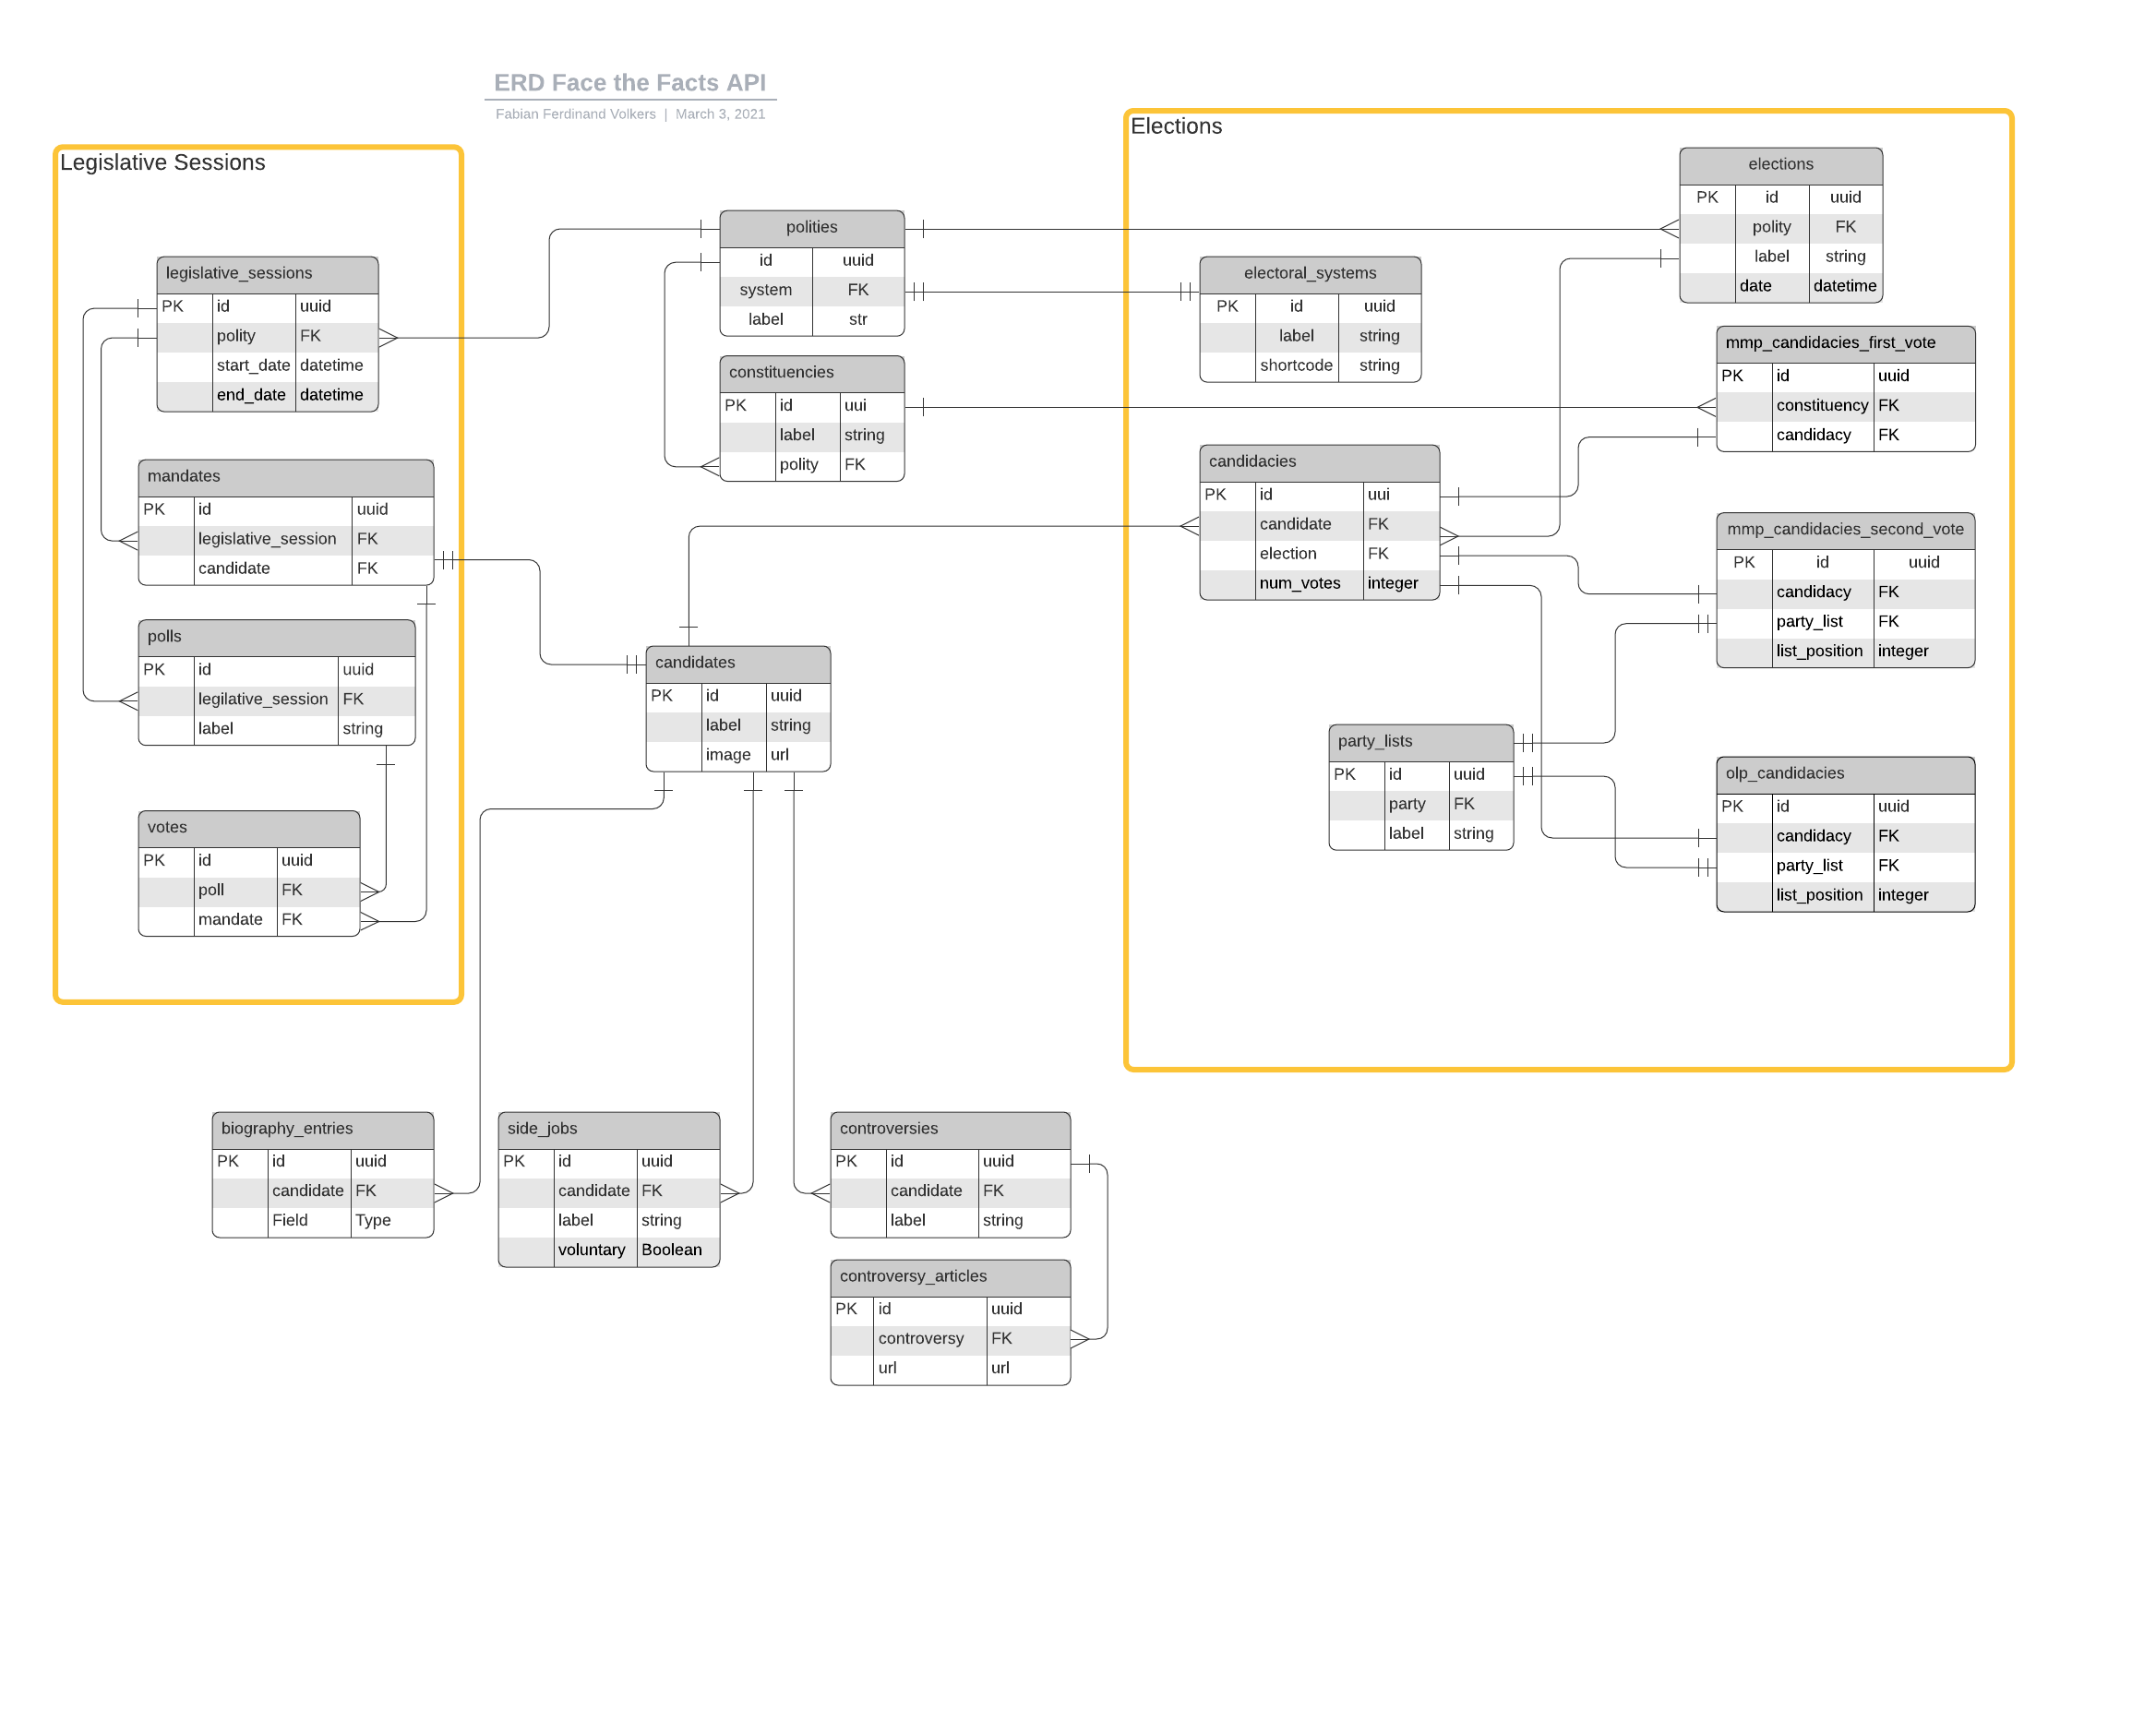 ERD Face the Facts API
Fabian Ferdinand Volkers | March 3, 2021
Legislative Sessions
legislative_sessions
PK id uuid
polity FK
start_date datetime
end_date datetime
mandates
PK id uuid
legislative_session FK
candidate FK
polls
PK id uuid
legilative_session FK
label string
votes
PK id uuid
poll FK
mandate FK
polities
id uuid
system FK
label str
constituencies
PK id uui
label string
polity FK
candidates
PK id uuid
label string
image url
Elections
elections
PK id uuid
polity FK
label string
date datetime
electoral_systems
PK id uuid
label string
shortcode string
mmp_candidacies_first_vote
PK id uuid
constituency FK
candidacy FK
candidacies
PK id uui
candidate FK
election FK
num_votes integer
mmp_candidacies_second_vote
PK id uuid
candidacy FK
party_list FK
list_position integer
party_lists
PK id uuid
party FK
label string
olp_candidacies
PK id uuid
candidacy FK
party_list FK
list_position integer
biography_entries
PK id uuid
candidate FK
Field Type
side_jobs
PK id uuid
candidate FK
label string
voluntary Boolean
controversies
PK id uuid
candidate FK
label string
controversy_articles
PK id uuid
controversy FK
url url